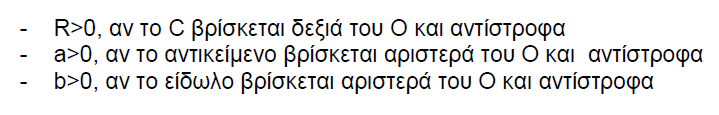 - R>0, αν το C βρίσκεται δεξιά του Ο και αντίστροφα
- a>0, αν το αντικείμενο βρίσκεται αριστερά του Ο και  αντίστροφα
- b>0, αν το είδωλο βρίσκεται αριστερά του Ο και αντίστροφα